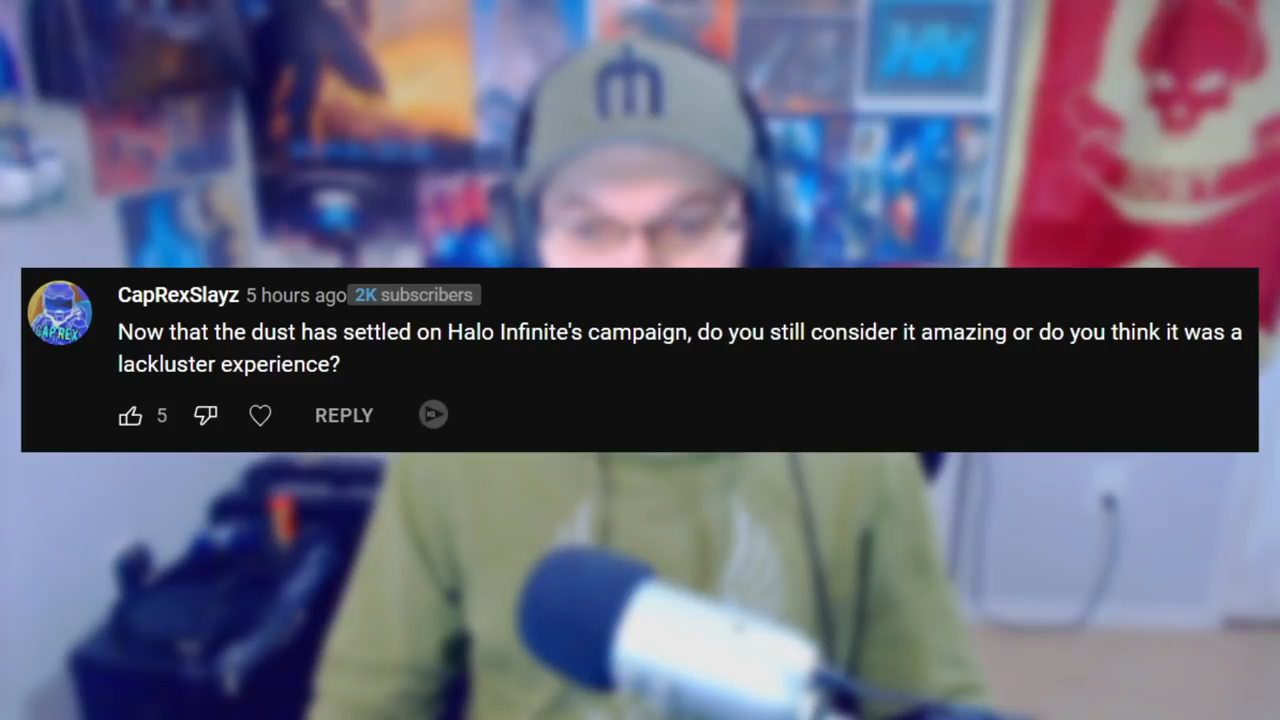 CapRexSlayz 5 hours ago 2K subscribers
Now that the dust has settled on Halo Infinite's campaign, do you still consider it amazing or do you think it was a
lackluster experience?
5 REPLY